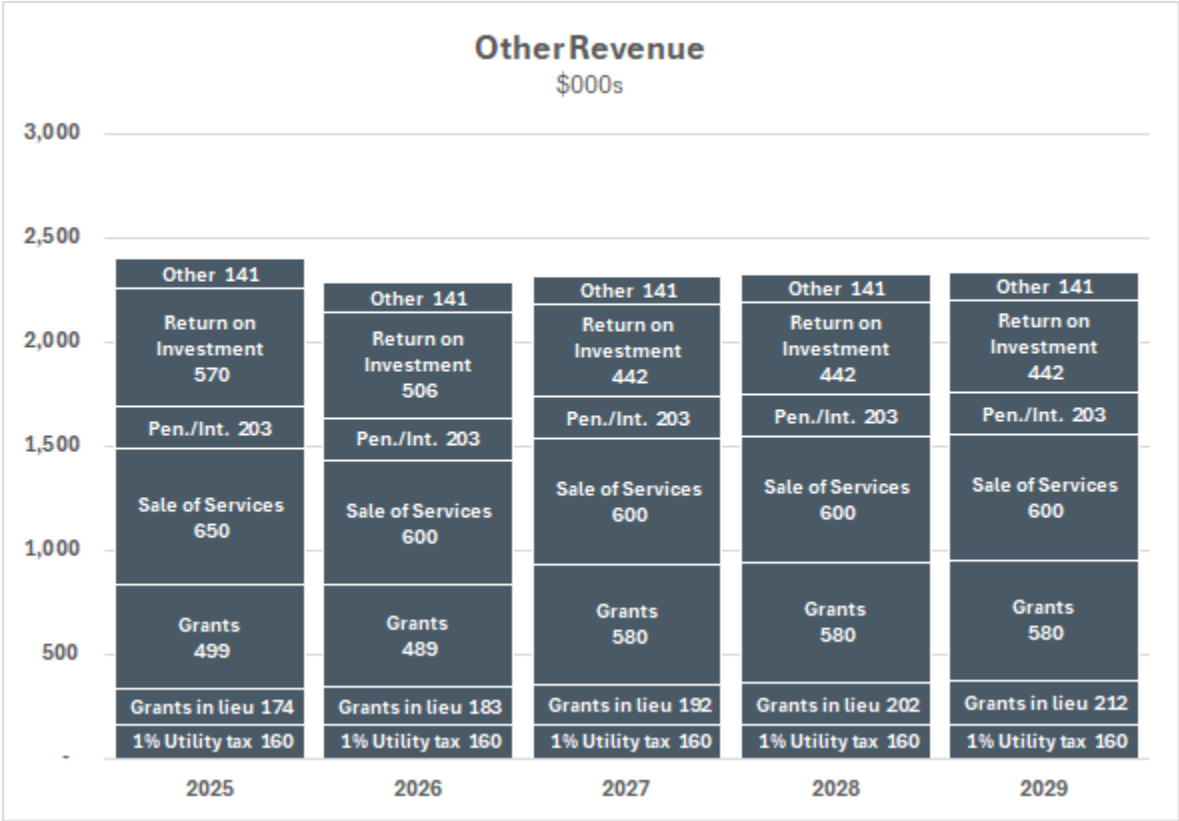 Other Revenue
$000s
3,000
2,500
2,000
1,500
1,000
500
-
Other 141
Return on
Investment
570
Pen./Int. 203
Sale of Services
650
Grants
499
Grants in lieu 174
1% Utility tax 160
Other 141
Return on
Investment
506
Pen./Int. 203
Sale of Services
600
Grants
489
Grants in lieu 183
1% Utility tax 160
Other 141
Return on
Investment
442
Pen./Int. 203
Sale of Services
600
Grants
580
Grants in lieu 192
1% Utility tax 160
Other 141
Return on
Investment
442
Pen./Int. 203
Sale of Services
600
Grants
580
Grants in lieu 202
1% Utility tax 160
Other 141
Return on
Investment
442
Pen./Int. 203
Sale of Services
600
Grants
580
Grants in lieu 212
1% Utility tax 160
2025
2026
2027
2028
2029